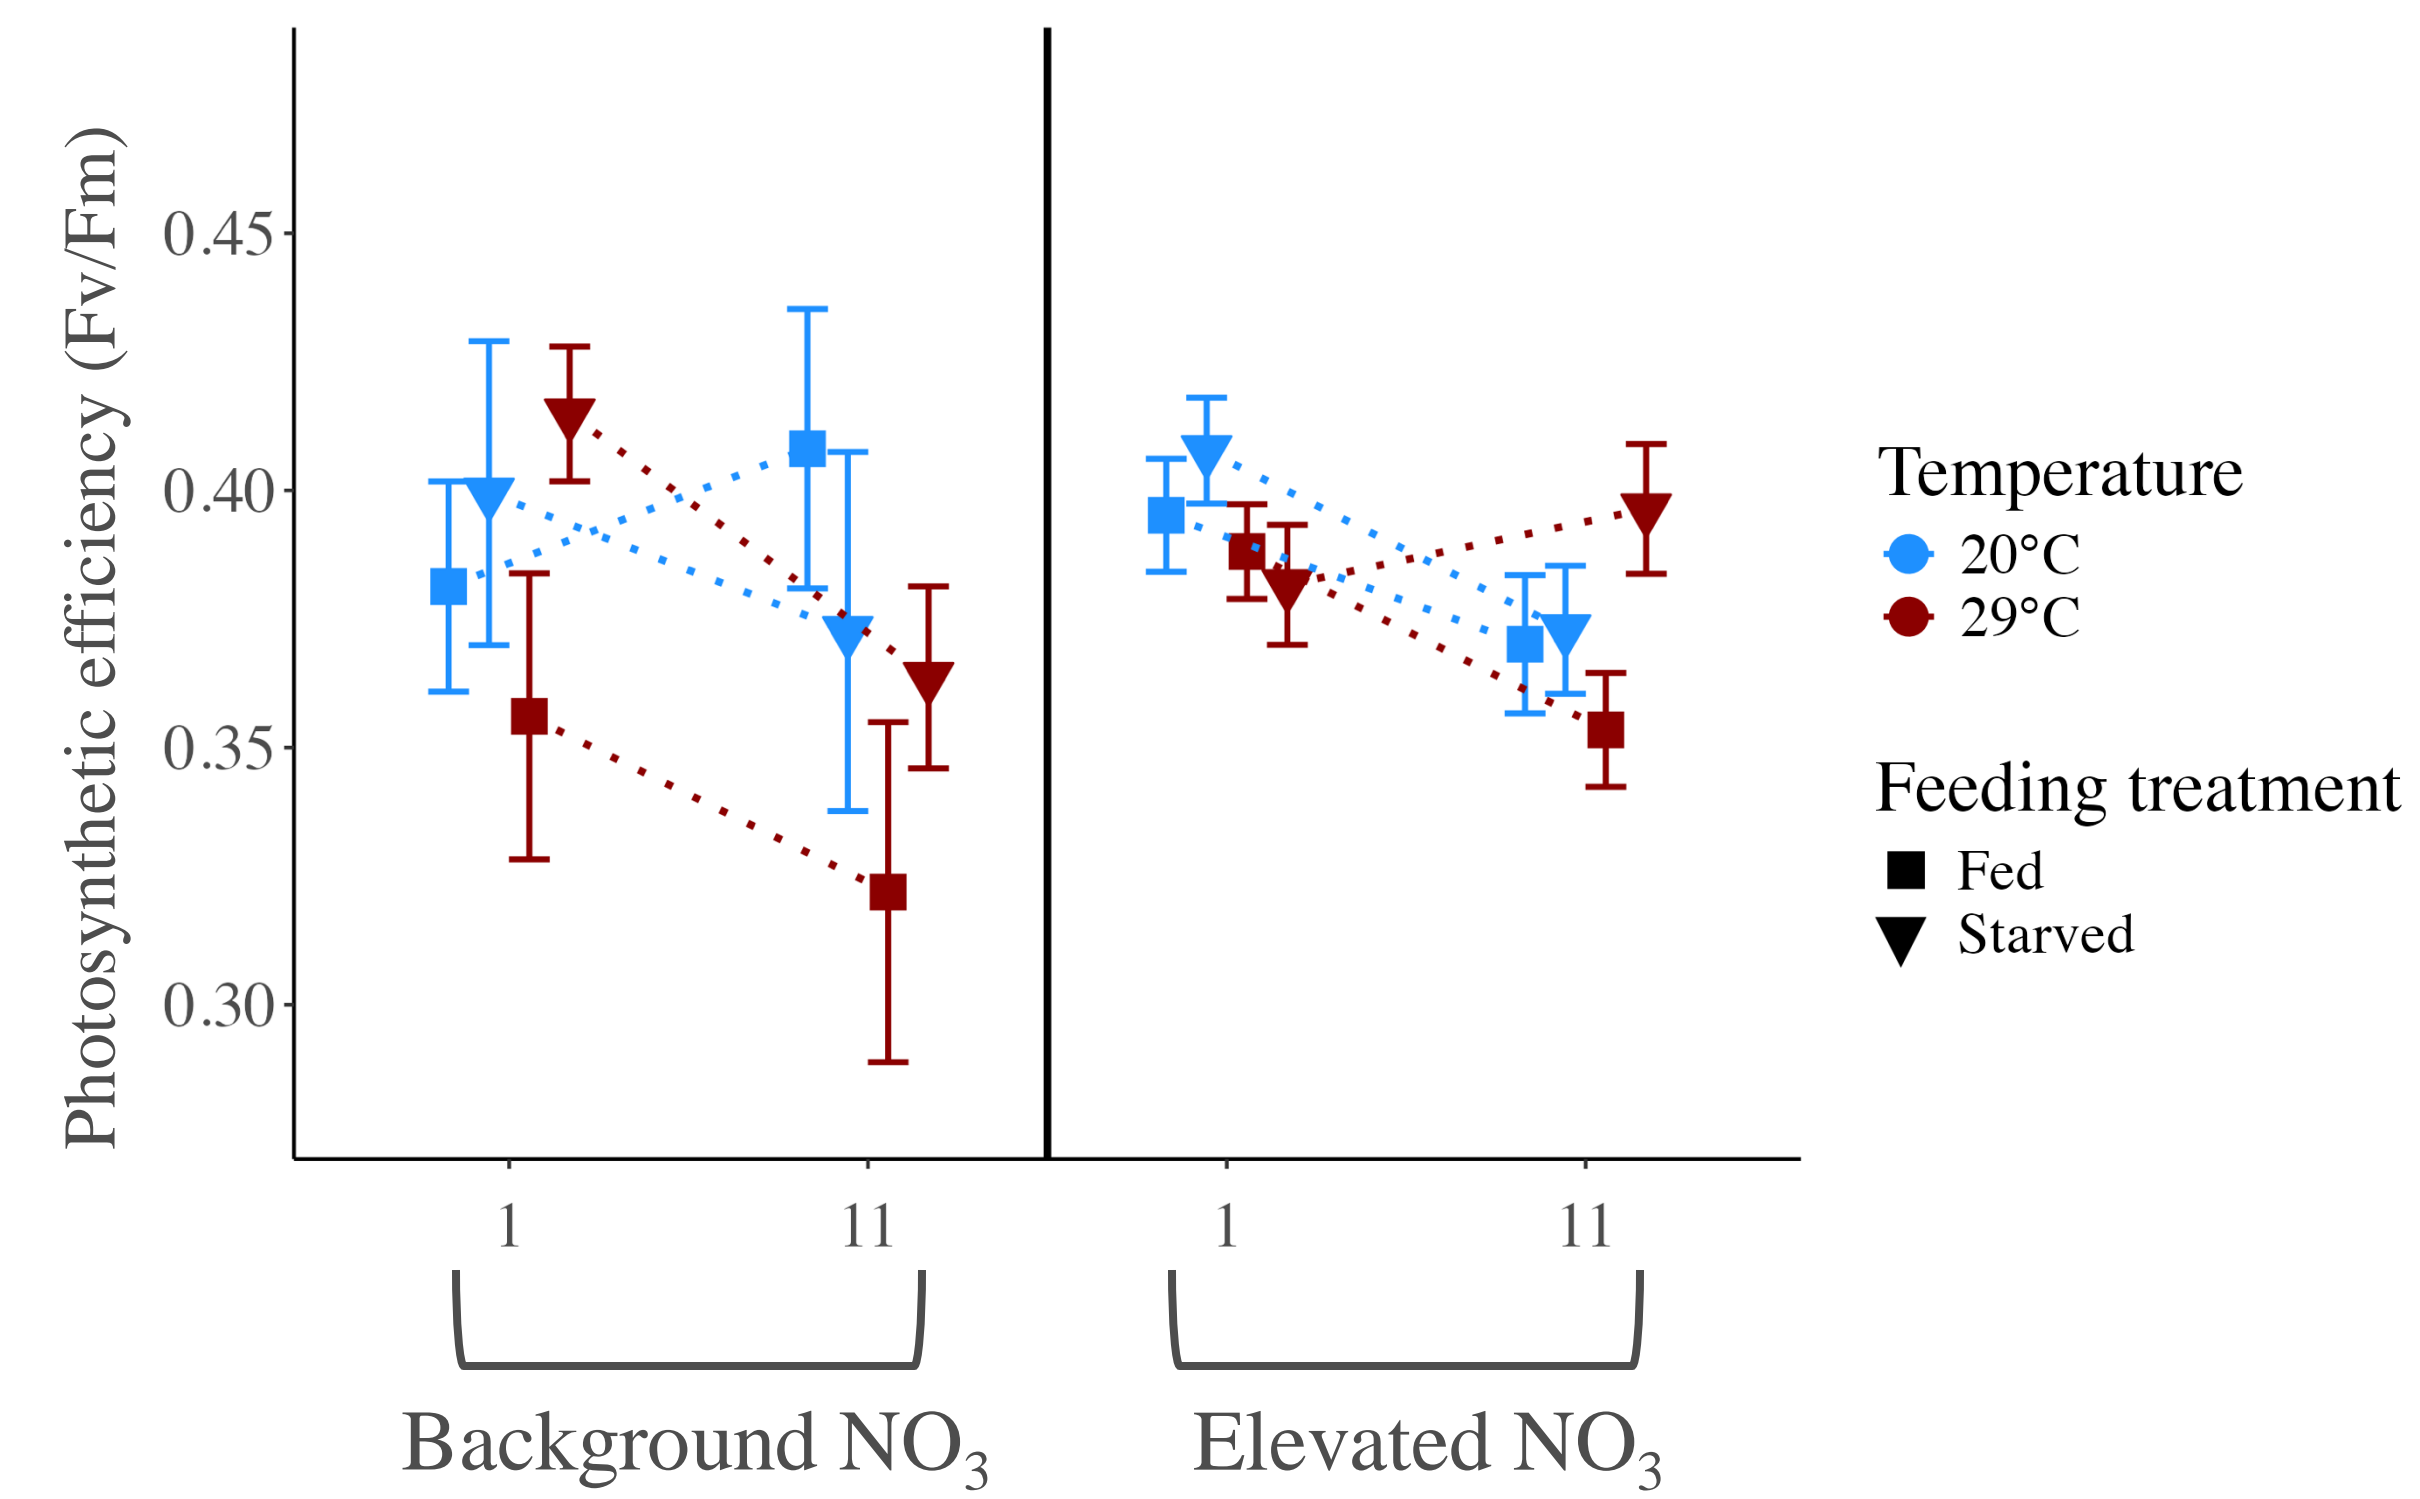 Photosynthetic efficiency (Fv/Fm)
0.45
0.40
0.35
0.30
1
11
1
11
Background NO₃
Elevated NO₃
Temperature
20°C
29°C
Feeding treatment
Fed
Starved